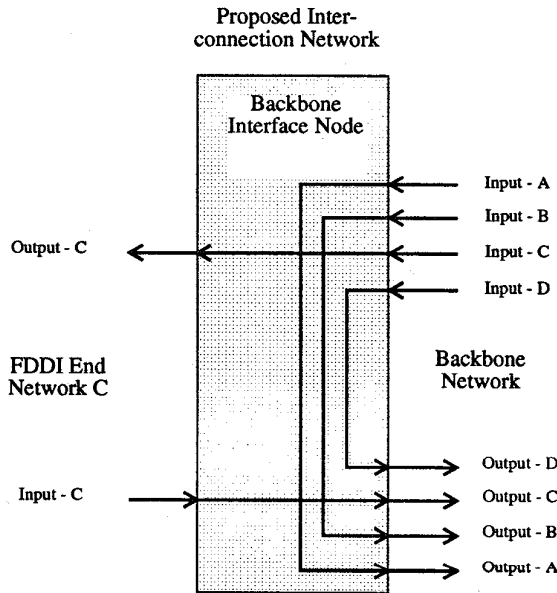 Proposed Inter-
connection Network
Backbone
Interface Node
Input - A
Input - B
Output - C
Input - C
Input - D
FDDI End
Network C
Backbone
Network
Output - D
Input - C
Output - C
Output - B
Output - A